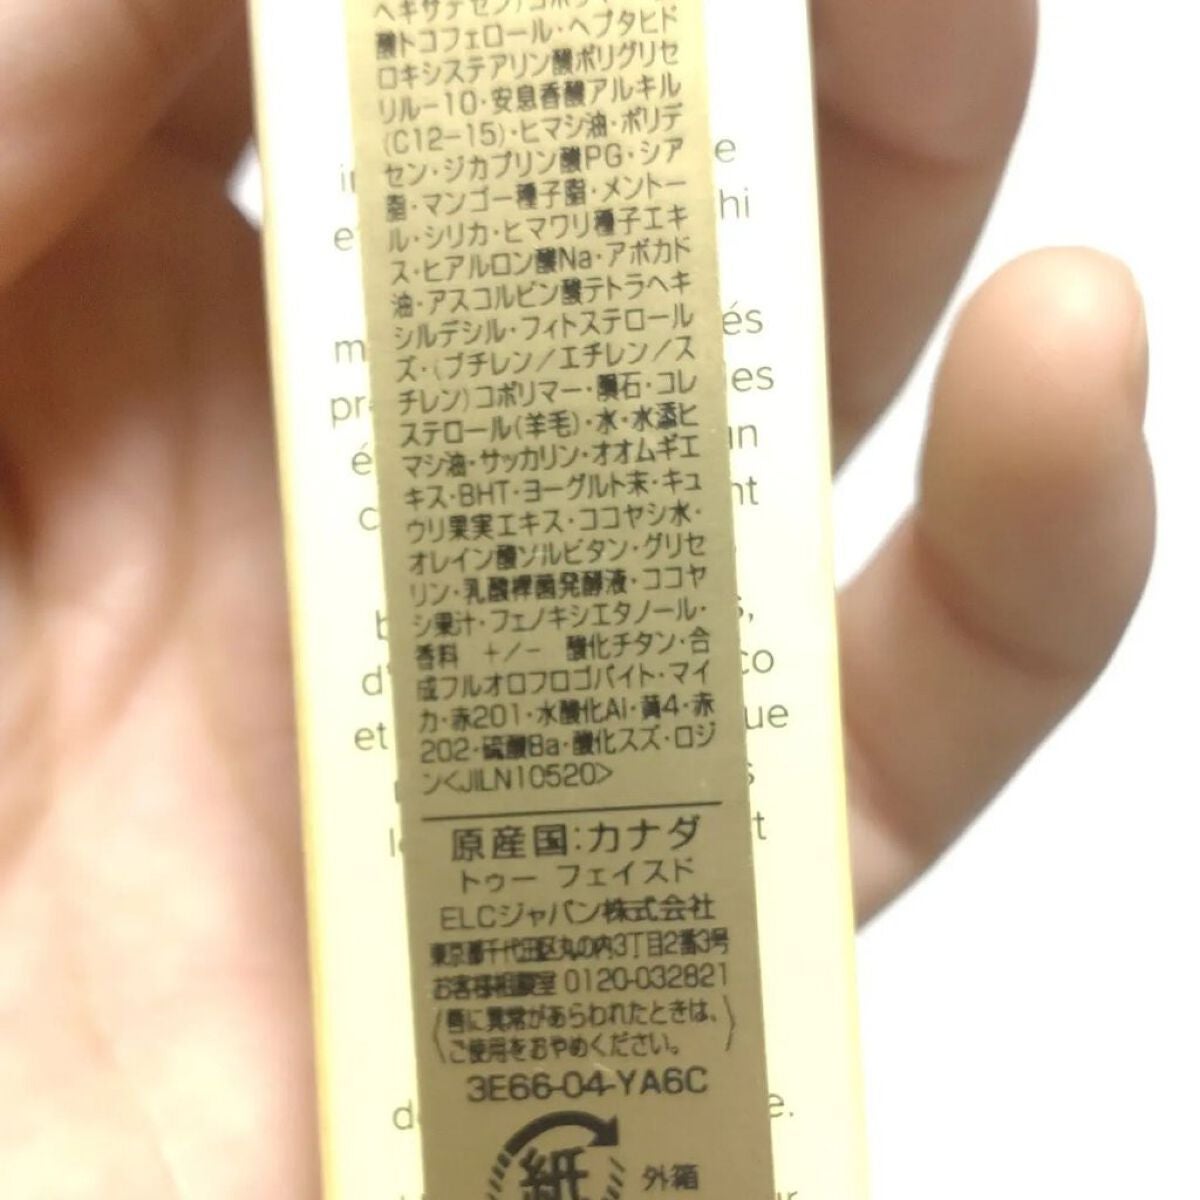 酸トコフェロール・ヘプタヒド
ロキシステアリン酸ポリグリセ
リル-10・安息香酸アルキル
(C12-15)・ヒマシ油・ポリデ
セン・ジカプリン酸PG・シア
脂・マンゴー種子脂・メントー
ル・シリカ・ヒマワリ種子エキ
ス・ヒアルロン酸Na・アボカド
油・アスコルビン酸テトラヘキ
シルデシル・フィトステロール
ズ・(ブチレン/エチレン/ス
チレン)コポリマー・隕石・コレ
ステロール(羊毛)・水・水添ヒ
マシ油・サッカリン・オオムギエ
キス・BHT・ヨーグルト末・キュ
ウリ果実エキス・ココヤシ水・
オレイン酸ソルビタン・グリセ
リン・乳酸桿菌発酵液・ココヤ
シ果汁・フェノキシエタノール・
香料 +/- 酸化チタン・合
成フルオロフロゴパイト・マイ
カ・赤201・水酸化Al・黄4・赤
202・硫酸Ba・酸化スズ・ロジ
ン<JILN10520>
原産国:カナダ
トゥー フェイスド
ELCジャパン株式会社
東京都千代田区丸の内3丁目2番3号
お客様相談室 0120-032821
唇に異常があらわれたときは、
ご使用をおやめください。
3E66-04-YA6C
紙 外箱